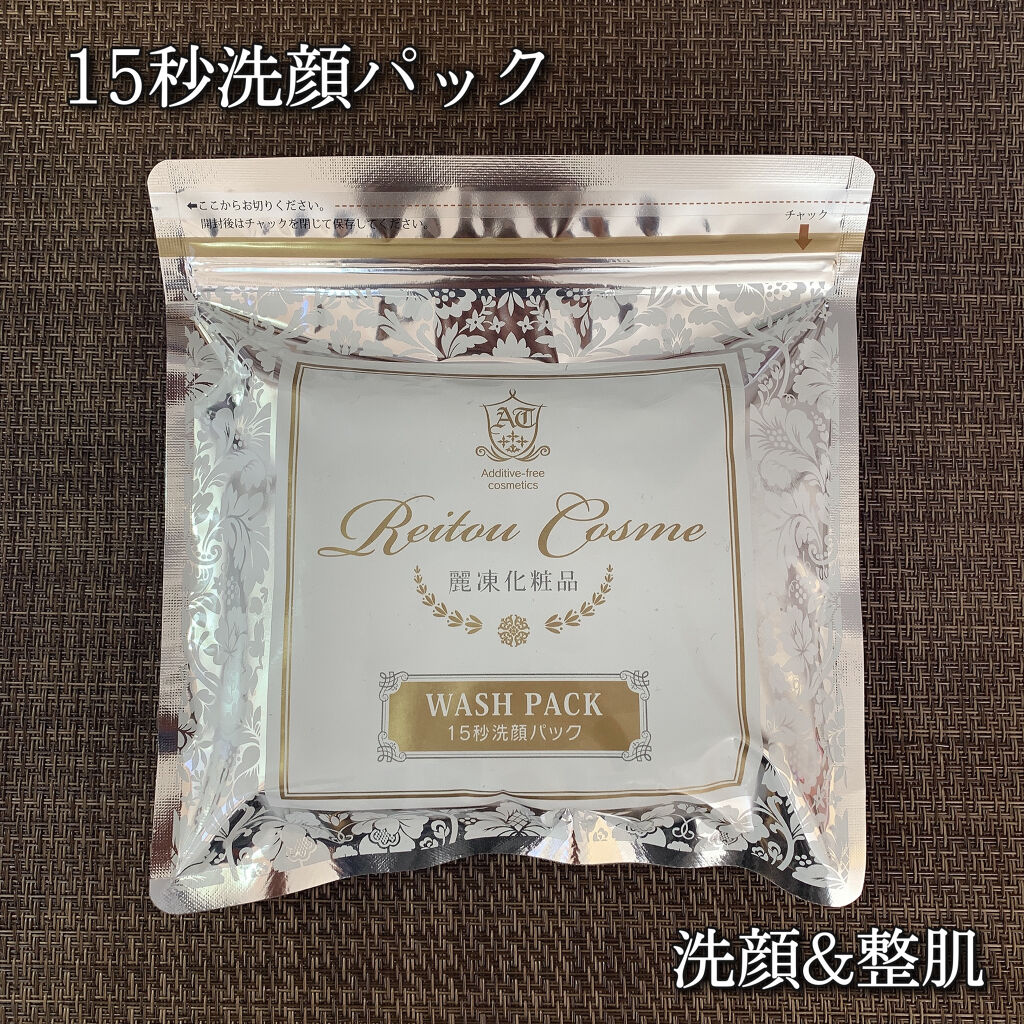 15秒洗顔パック
⬅ここからお切りください。
開封後はチャックを閉じて保存してください。
チャック
AT
Additive-free
cosmetics
Reitou Cosme
麗凍化粧品
WASH PACK
15秒洗顔パック
洗顔&整肌